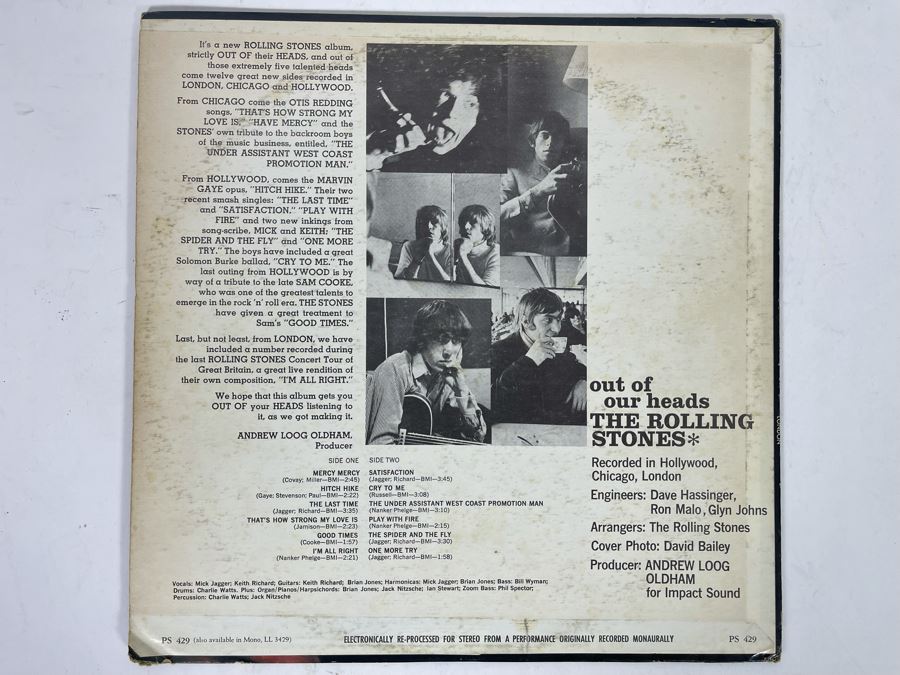 It's a new ROLLING STONES album,
strictly OUT OF their HEADS, and out of
those extremely five talented heads
come twelve great new sides recorded in
LONDON, CHICAGO and HOLLYWOOD.
From CHICAGO come the OTIS REDDING
songs, "THAT'S HOW STRONG MY
LOVE IS," "HAVE MERCY" and the
STONES' own tribute to the backroom boys
of the music business, entitled, "THE
UNDER ASSISTANT WEST COAST
PROMOTION MAN."
From HOLLYWOOD, comes the MARVIN
GAYE opus, "HITCH HIKE." Their two
recent smash singles: "THE LAST TIME"
and "SATISFACTION." "PLAY WITH
FIRE" and two new inkings from
song-scribe, MICK and KEITH: "THE
SPIDER AND THE FLY" and "ONE MORE
TRY." The boys have included a great
Solomon Burke ballad, "CRY TO ME." The
last outing from HOLLYWOOD is by
way of a tribute to the late SAM COOKE,
who was one of the greatest talents to
emerge in the rock 'n' roll era. THE STONES
have given a great treatment to
Sam's "GOOD TIMES."
Last, but not least, from LONDON, we have
included a number recorded during
the last ROLLING STONES Concert Tour of
Great Britain, a great live rendition of
their own composition, "I'M ALL RIGHT."
We hope that this album gets you
OUT OF your HEADS listening to
it, as we got making it.
ANDREW LOOG OLDHAM,
Producer
SIDE ONE
MERCY MERCY
(Covay; Miller—BMI—2:45)
HITCH HIKE
(Gaye; Stevenson; Paul—BMI—2:22)
THE LAST TIME
(Jagger; Richard—BMI—3:35)
THAT'S HOW STRONG MY LOVE IS
(Jamison—BMI—2:23)
GOOD TIMES
(Cooke—BMI—1:57)
I'M ALL RIGHT
(Nanker Phelge—BMI—2:21)
SIDE TWO
SATISFACTION
(Jagger; Richard—BMI—3:45)
CRY TO ME
(Russell—BMI—3:08)
THE UNDER ASSISTANT WEST COAST PROMOTION MAN
(Nanker Phelge—BMI—3:10)
PLAY WITH FIRE
(Nanker Phelge—BMI—2:15)
THE SPIDER AND THE FLY
(Jagger; Richard—BMI—3:30)
ONE MORE TRY
(Jagger; Richard—BMI—1:58)
Vocals: Mick Jagger; Keith Richard; Guitars: Keith Richard; Brian Jones; Harmonicas: Mick Jagger; Brian Jones; Bass: Bill Wyman;
Drums: Charlie Watts. Plus: Organ/Pianos/Harpsichords: Brian Jones; Jack Nitzsche; Ian Stewart; Zoom Bass: Phil Spector;
Percussion: Charlie Watts; Jack Nitzsche
out of
our heads
THE ROLLING
STONES*
Recorded in Hollywood,
Chicago, London
Engineers: Dave Hassinger,
Ron Malo, Glyn Johns
Arrangers: The Rolling Stones
Cover Photo: David Bailey
Producer: ANDREW LOOG
OLDHAM
for Impact Sound
PS 429 (also available in Mono, LL 3429)
ELECTRONICALLY RE-PROCESSED FOR STEREO FROM A PERFORMANCE ORIGINALLY RECORDED MONAURALLY
PS 429